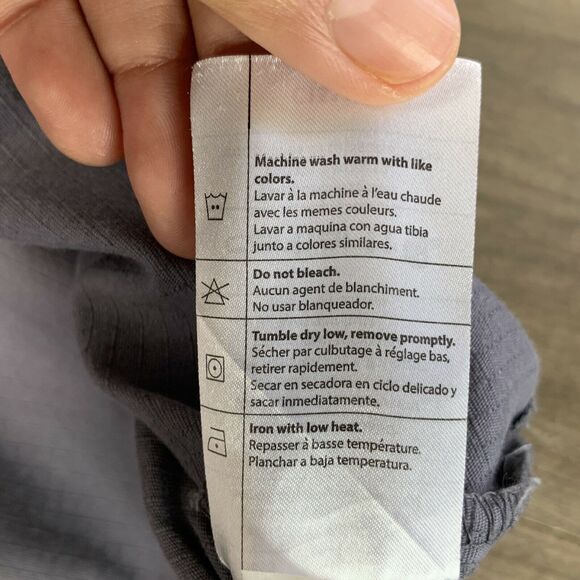 Machine wash warm with like
colors.
Lavar à la machine à l'eau chaude
avec les memes couleurs.
Lavar a maquina con agua tibia
junto a colores similares.
Do not bleach.
Aucun agent de blanchiment.
No usar blanqueador.
Tumble dry low, remove promptly.
Sécher par culbutage à réglage bas,
retirer rapidement.
Secar en secadora en ciclo delicado y
sacar inmediatamente.
Iron with low heat.
Repasser à basse température.
Planchar a baja temperatura.